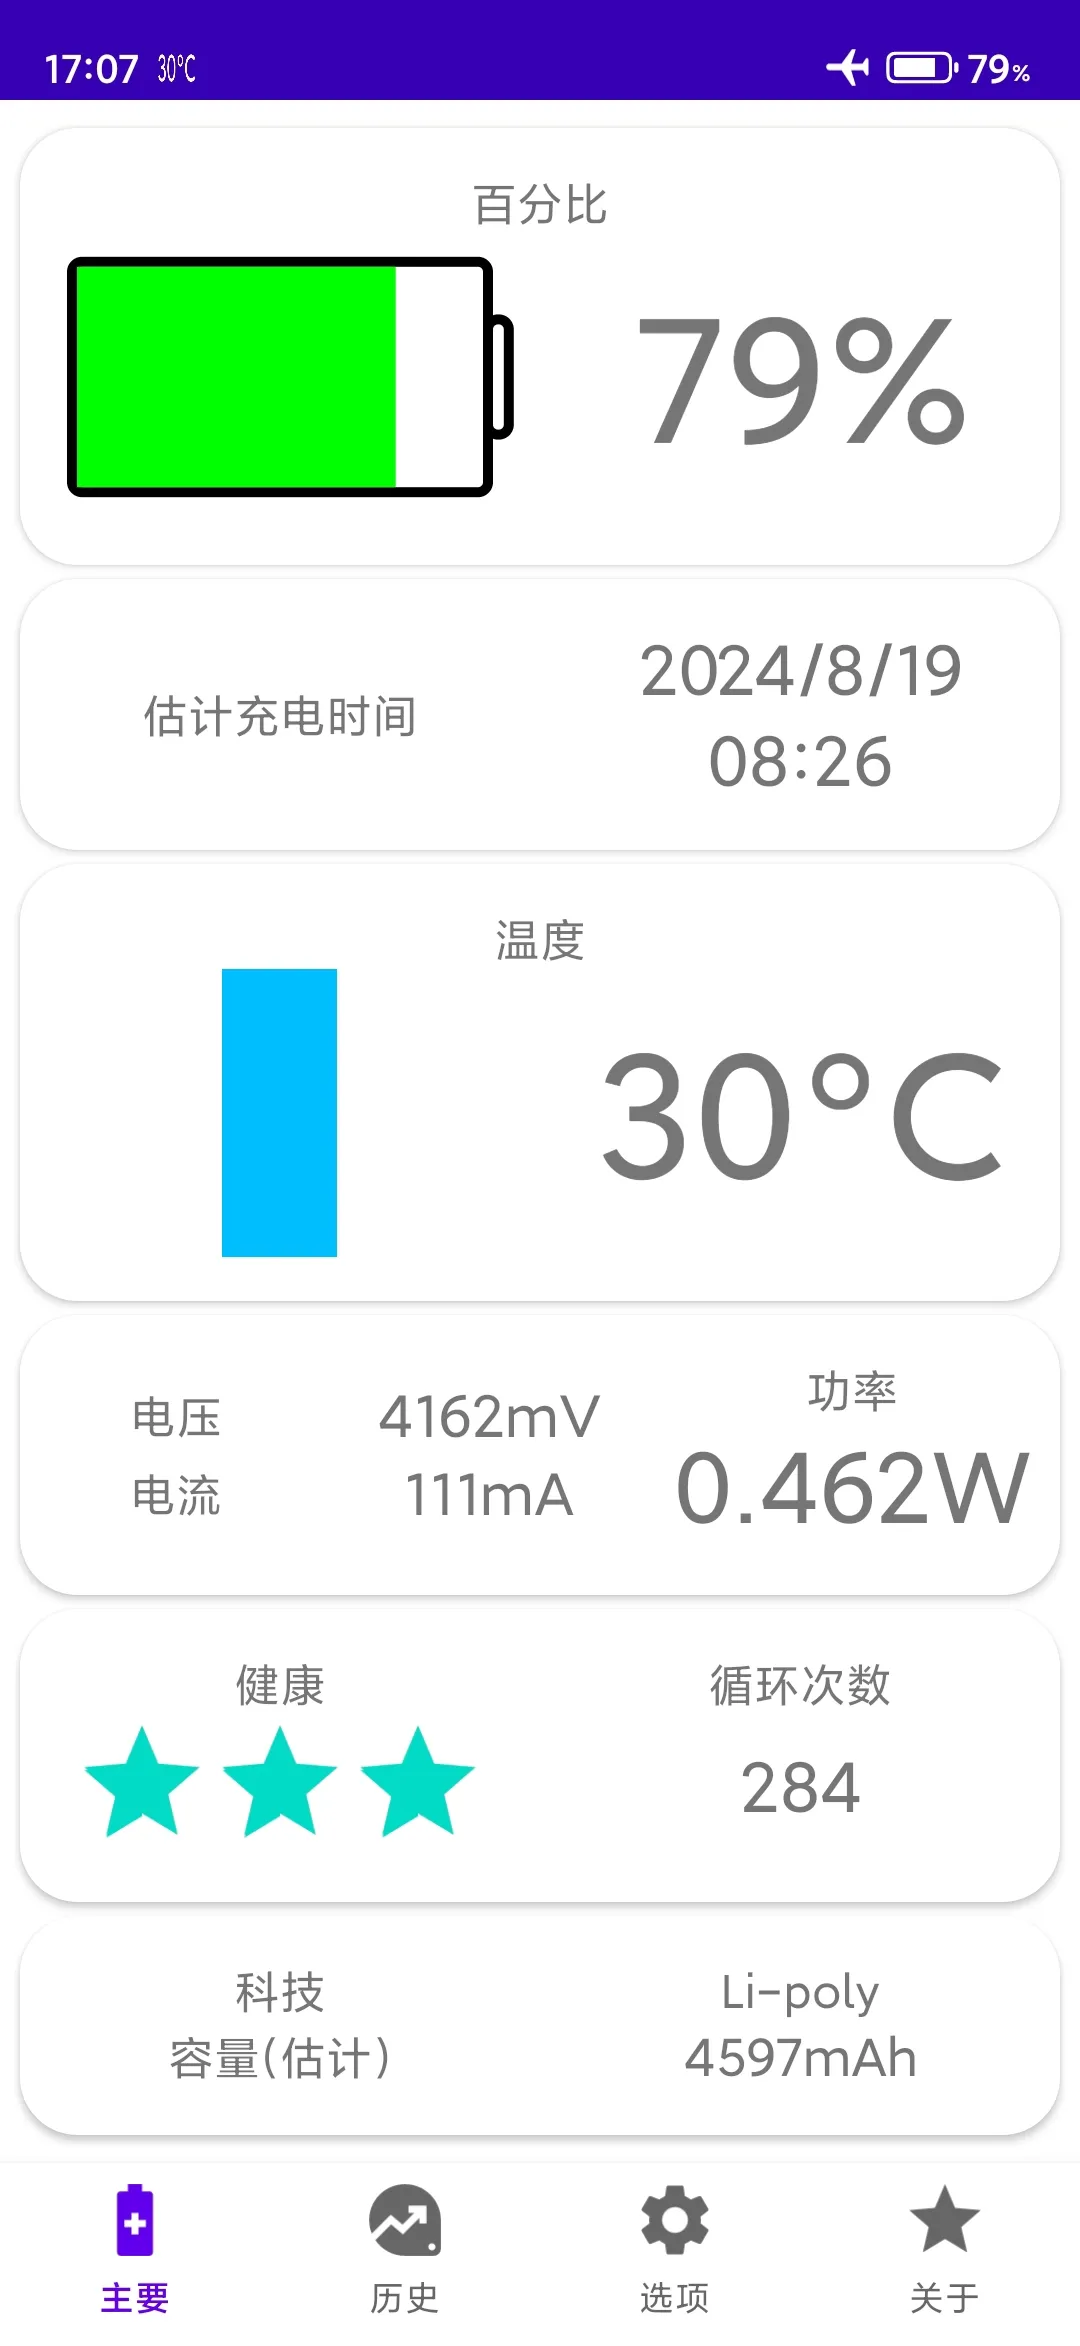 17:07 30°C 79%
百分比
79%
估计充电时间
2024/8/19
08:26
温度
30°C
电压 4162mV
电流 111mA
功率
0.462W
健康
循环次数
284
科技 Li-poly
容量(估计) 4597mAh
主要 历史 选项 关于